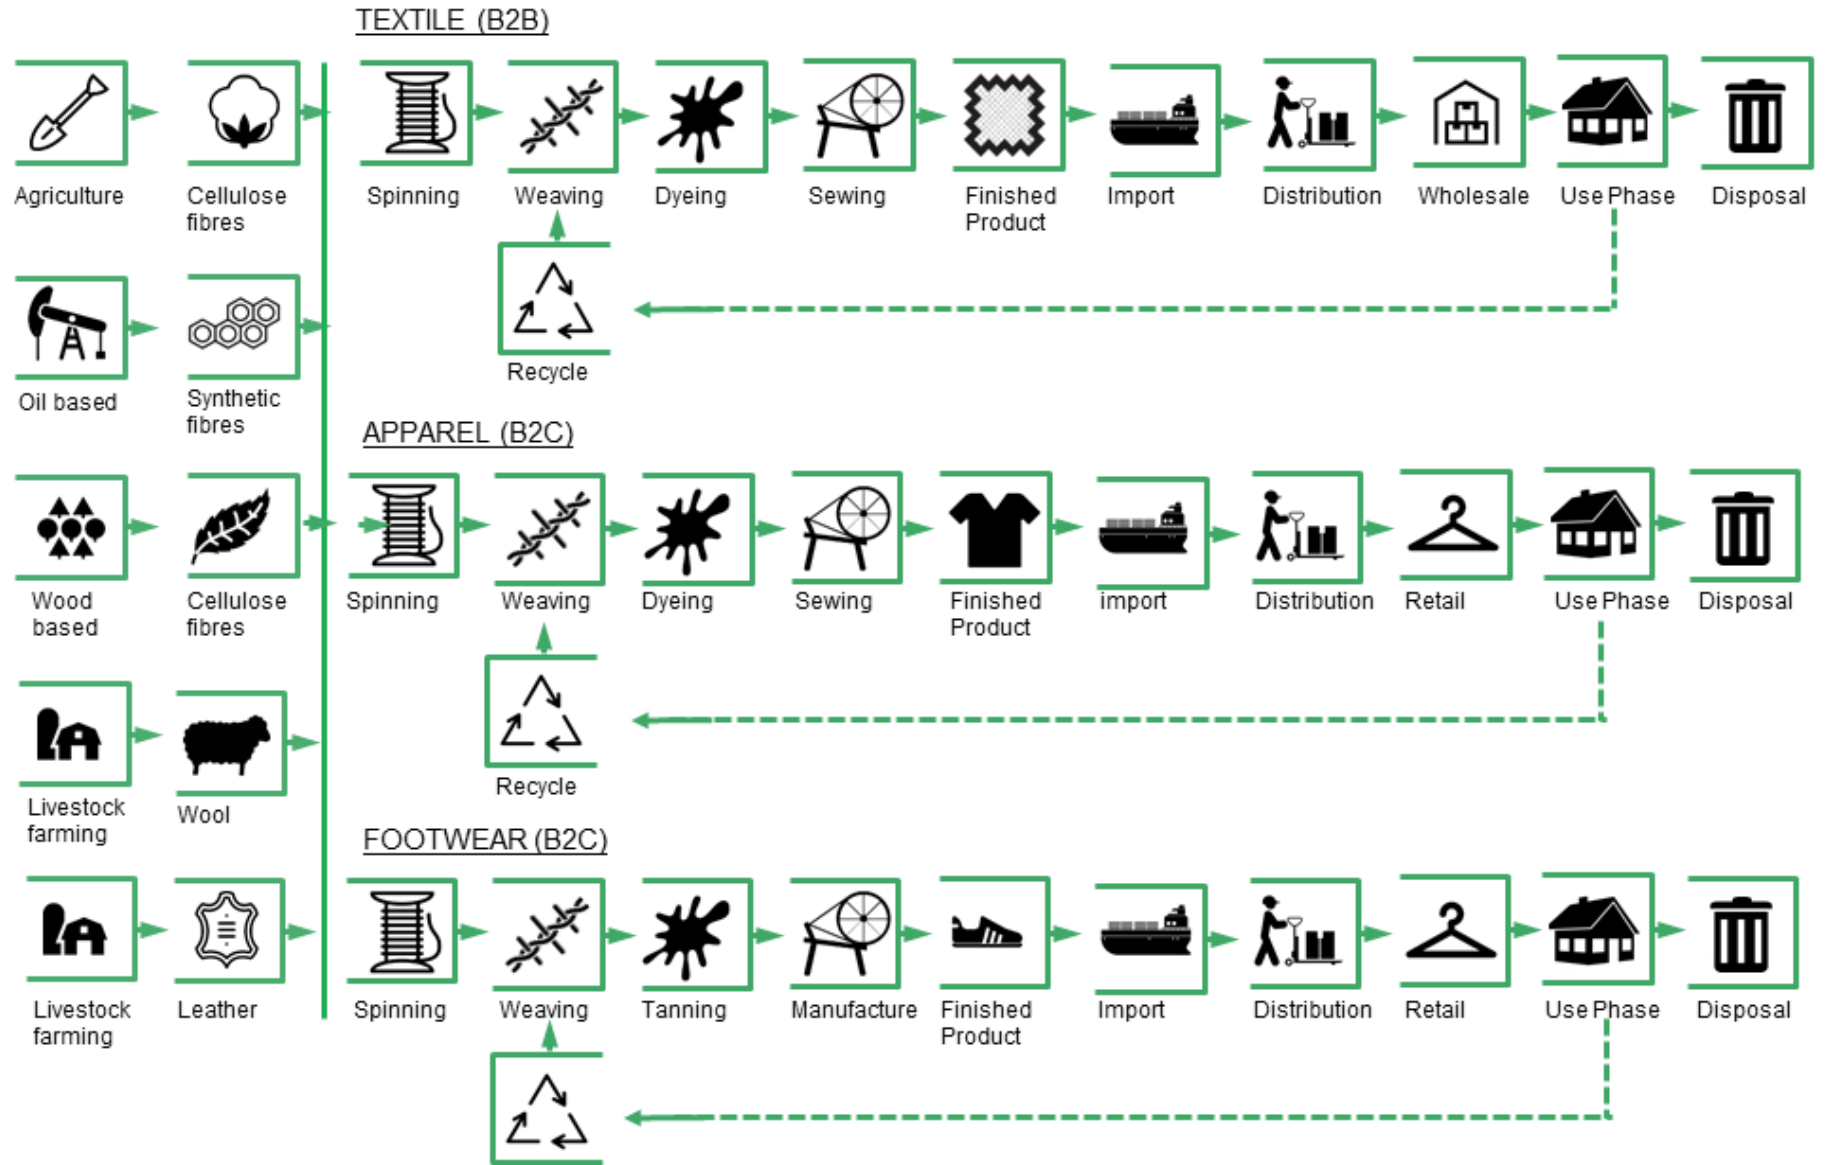 TEXTILE (B2B)
Agriculture
Cellulose
fibres
Spinning
Weaving
Dyeing
Sewing
Finished
Product
Import
Distribution
Wholesale
Use Phase
Disposal
Recycle
Oil based
Synthetic
fibres
APPAREL (B2C)
Wood
based
Cellulose
fibres
Spinning
Weaving
Dyeing
Sewing
Finished
Product
import
Distribution
Retail
Use Phase
Disposal
Recycle
Livestock
farming
Wool
FOOTWEAR (B2C)
Livestock
farming
Leather
Spinning
Weaving
Tanning
Manufacture
Finished
Product
Import
Distribution
Retail
Use Phase
Disposal